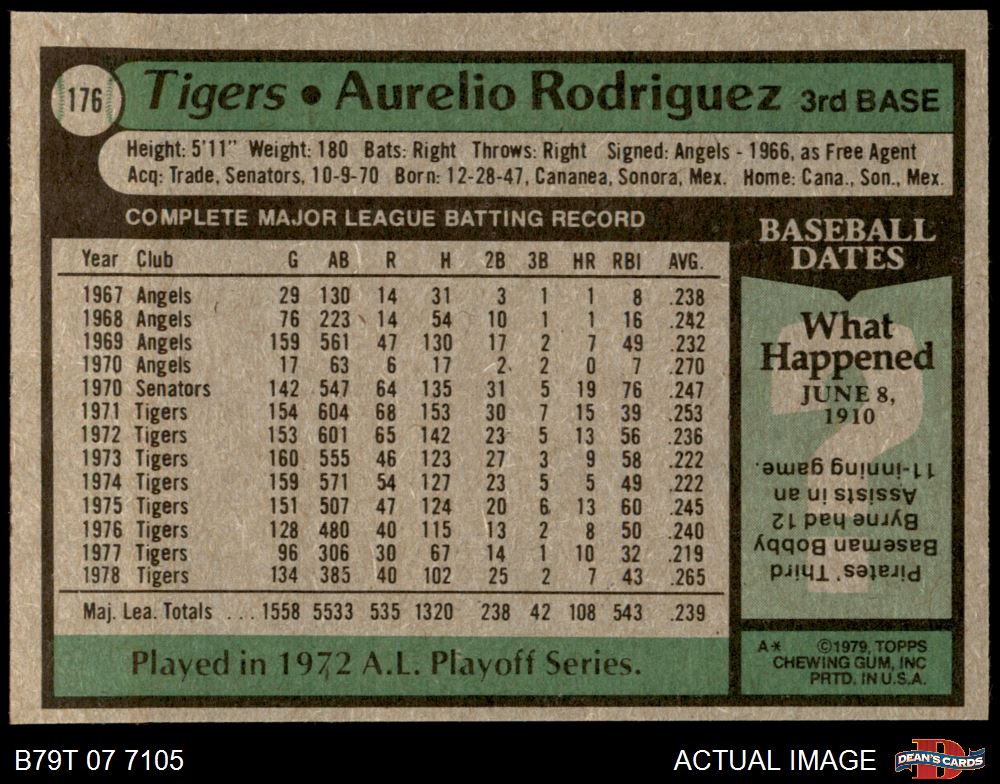 176 Tigers • Aurelio Rodriguez 3rd BASE
Height: 5'11" Weight: 180 Bats: Right Throws: Right Signed: Angels - 1966, as Free Agent
Acq: Trade, Senators, 10-9-70 Born: 12-28-47, Cananea, Sonora, Mex. Home: Cana., Son., Mex.
COMPLETE MAJOR LEAGUE BATTING RECORD
Year Club G AB R H 2B 3B HR RBI AVG.
1967 Angels 29 130 14 31 3 1 1 8 .238
1968 Angels 76 223 14 54 10 1 1 16 .242
1969 Angels 159 561 47 130 17 2 7 49 .232
1970 Angels 17 63 6 17 2 2 0 7 .270
1970 Senators 142 547 64 135 31 5 19 76 .247
1971 Tigers 154 604 68 153 30 7 15 39 .253
1972 Tigers 153 601 65 142 23 5 13 56 .236
1973 Tigers 160 555 46 123 27 3 9 58 .222
1974 Tigers 159 571 54 127 23 5 5 49 .222
1975 Tigers 151 507 47 124 20 6 13 60 .245
1976 Tigers 128 480 40 115 13 2 8 50 .240
1977 Tigers 96 306 30 67 14 1 10 32 .219
1978 Tigers 134 385 40 102 25 2 7 43 .265
Maj. Lea. Totals ... 1558 5533 535 1320 238 42 108 543 .239
Played in 1972 A.L. Playoff Series.
BASEBALL
DATES
What
Happened
JUNE 8,
1910
Pirates' Third
Baseman Bobby
Byrne had 12
Assists in an
11-inning game.
A* ©1979, TOPPS
CHEWING GUM, INC
PRTD. IN U.S.A.
B79T 07 7105
ACTUAL IMAGE
DEAN'S CARDS